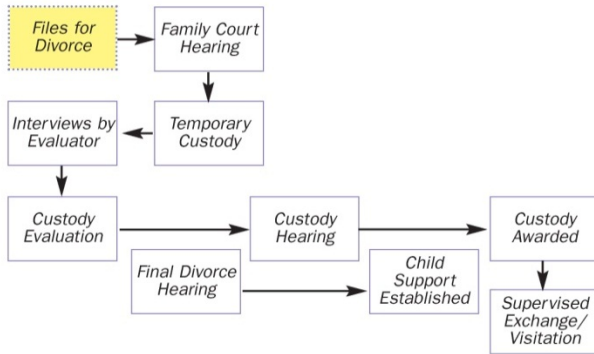 Files for
Divorce
Family Court
Hearing
Interviews by
Evaluator
Temporary
Custody
Custody
Evaluation
Custody
Hearing
Custody
Awarded
Final Divorce
Hearing
Child
Support
Established
Supervised
Exchange/
Visitation